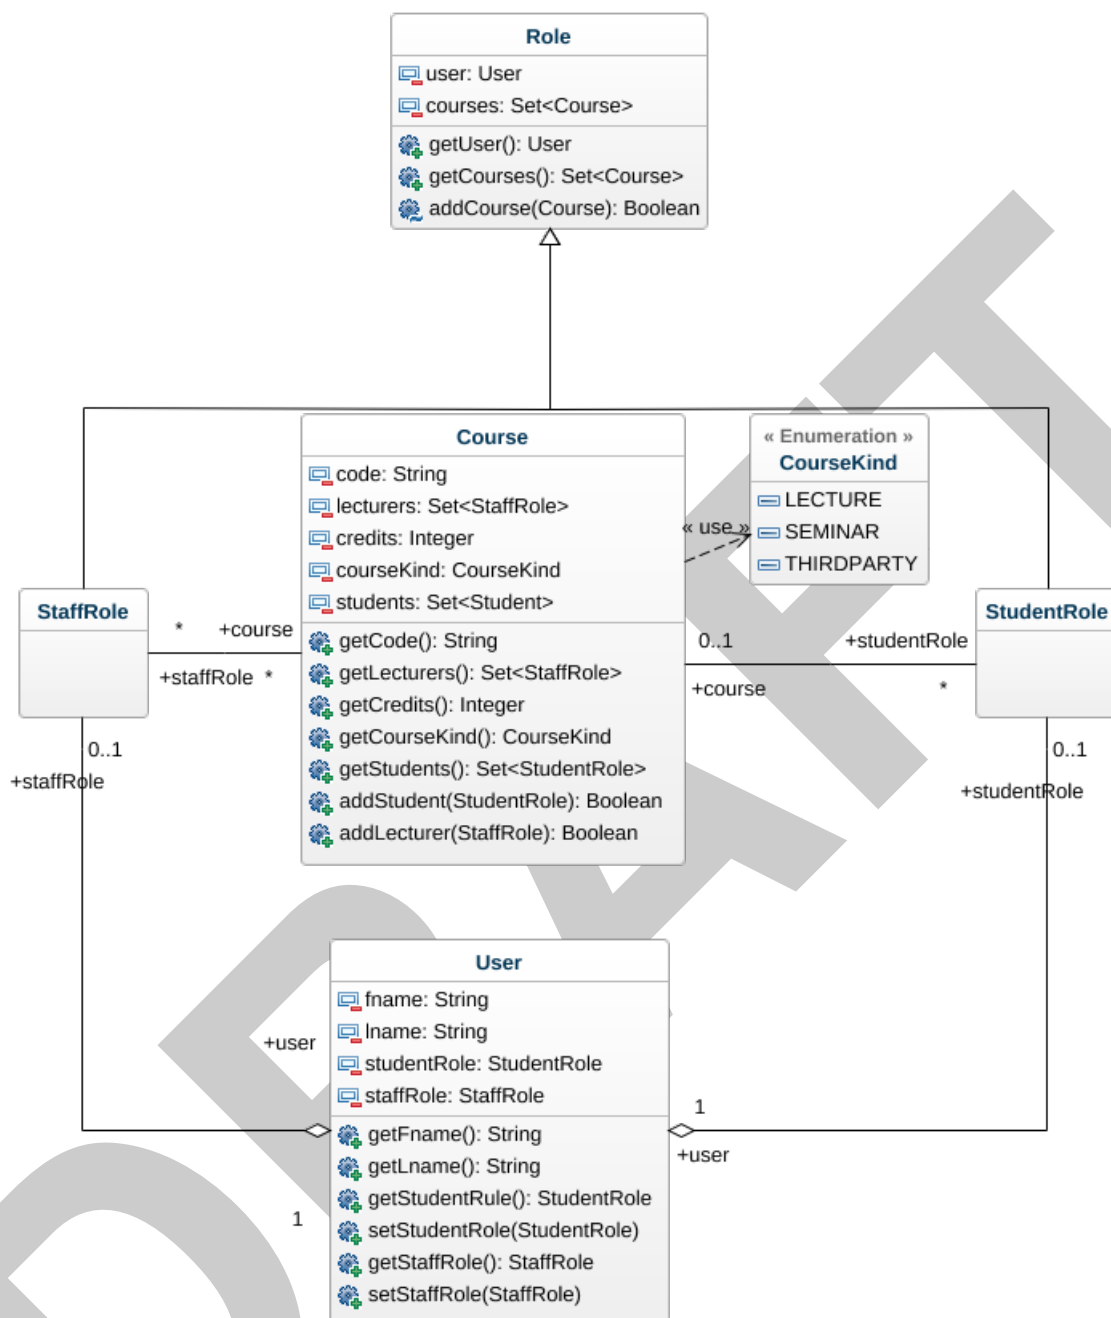 Role
user: User
courses: Set<Course>
getUser(): User
getCourses(): Set<Course>
addCourse(Course): Boolean
Course
code: String
lecturers: Set<StaffRole>
credits: Integer
courseKind: CourseKind
students: Set<Student>
getCode(): String
getLecturers(): Set<StaffRole>
getCredits(): Integer
getCourseKind(): CourseKind
getStudents(): Set<StudentRole>
addStudent(StudentRole): Boolean
addLecturer(StaffRole): Boolean
« Enumeration »
CourseKind
LECTURE
SEMINAR
THIRDPARTY
« use »
StaffRole
* +course
+staffRole *
StudentRole
0..1 +studentRole
+course *
0..1
+staffRole
0..1
+studentRole
User
fname: String
lname: String
studentRole: StudentRole
staffRole: StaffRole
getFname(): String
getLname(): String
getStudentRule(): StudentRole
setStudentRole(StudentRole)
getStaffRole(): StaffRole
setStaffRole(StaffRole)
+user
1
1
+user
DRAFT